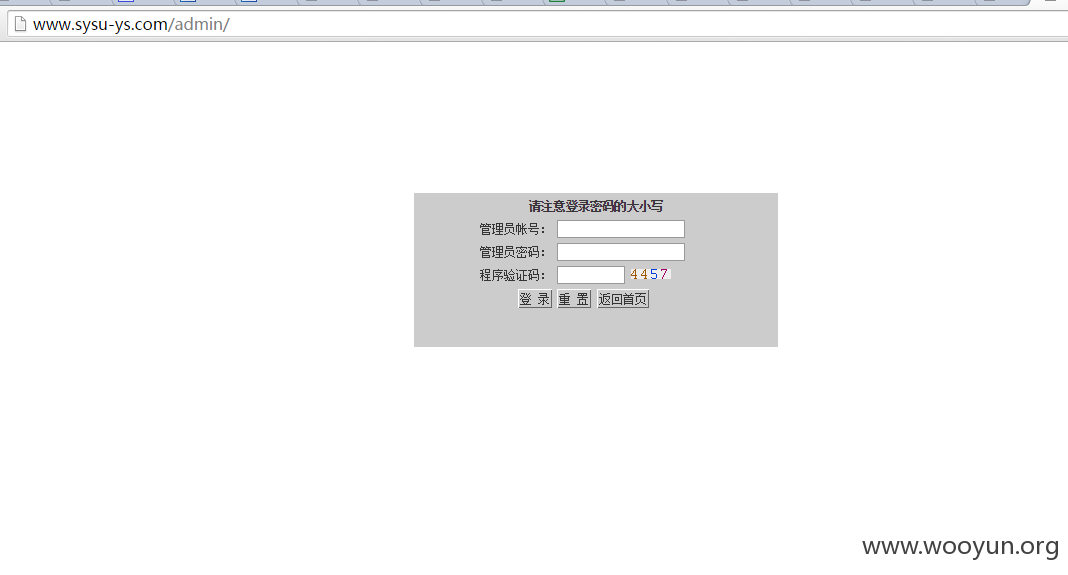 www.sysu-ys.com/admin/
请注意登录密码的大小写
管理员帐号：
管理员密码：
程序验证码： 4457
登 录 重 置 返回首页
www.wooyun.org